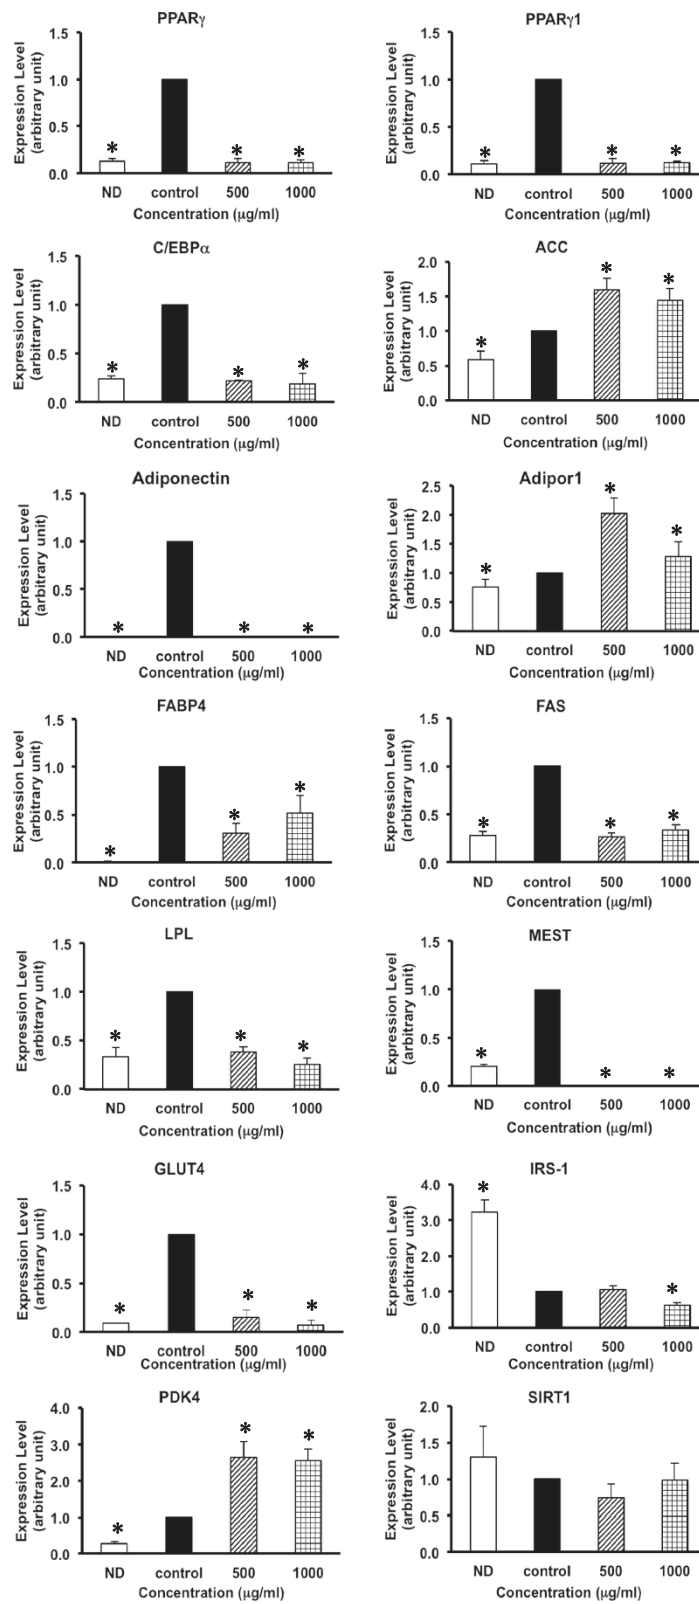 PPARγ
Expression Level
(arbitrary unit)
1.5
1.0
0.5
0.0
*
*
*
ND control 500 1000
Concentration (μg/ml)
PPARγ1
Expression Level
(arbitrary unit)
1.5
1.0
0.5
0.0
*
*
*
ND control 500 1000
Concentration (μg/ml)
C/EBPα
Expression Level
(arbitrary unit)
1.5
1.0
0.5
0.0
*
*
*
ND control 500 1000
Concentration (μg/ml)
ACC
Expression Level
(arbitrary unit)
2.0
1.5
1.0
0.5
0.0
*
*
*
ND control 500 1000
Concentration (μg/ml)
Adiponectin
Expression Level
(arbitrary unit)
1.5
1.0
0.5
0.0
*
*
*
ND control 500 1000
Concentration (μg/ml)
Adipor1
Expression Level
(arbitrary unit)
2.5
2.0
1.5
1.0
0.5
0.0
*
*
*
ND control 500 1000
Concentration (μg/ml)
FABP4
Expression Level
(arbitrary unit)
1.5
1.0
0.5
0.0
*
*
*
ND control 500 1000
Concentration (μg/ml)
FAS
Expression Level
(arbitrary unit)
1.5
1.0
0.5
0.0
*
*
*
ND control 500 1000
Concentration (μg/ml)
LPL
Expression Level
(arbitrary unit)
1.5
1.0
0.5
0.0
*
*
*
ND control 500 1000
Concentration (μg/ml)
MEST
Expression Level
(arbitrary unit)
1.5
1.0
0.5
0.0
*
*
*
ND control 500 1000
Concentration (μg/ml)
GLUT4
Expression Level
(arbitrary unit)
1.5
1.0
0.5
0.0
*
*
*
ND control 500 1000
Concentration (μg/ml)
IRS-1
Expression Level
(arbitrary unit)
4.0
3.0
1.0
1.0
0.0
*
*
ND control 500 1000
Concentration (μg/ml)
PDK4
Expression Level
(arbitrary unit)
4.0
3.0
2.0
1.0
0.0
*
*
*
ND control 500 1000
Concentration (μg/ml)
SIRT1
Expression Level
(arbitrary unit)
2.0
1.5
1.0
0.5
0.0
ND control 500 1000
Concentration (μg/ml)